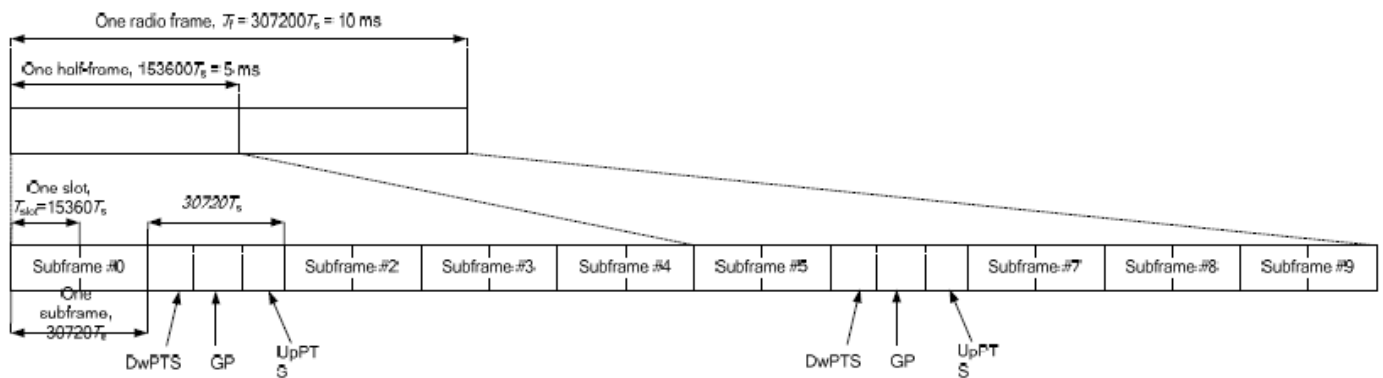 One radio frame, Tf = 307200Ts = 10 ms
One half-frame, 153600Ts = 5 ms
One slot,
Tslot=15360Ts
30720Ts
Subframe #0
Subframe #2
Subframe #3
Subframe #4
Subframe #5
Subframe #7
Subframe #8
Subframe #9
One
subframe,
30720Ts
DwPTS
GP
UpPT
S
DwPTS
GP
UpPT
S